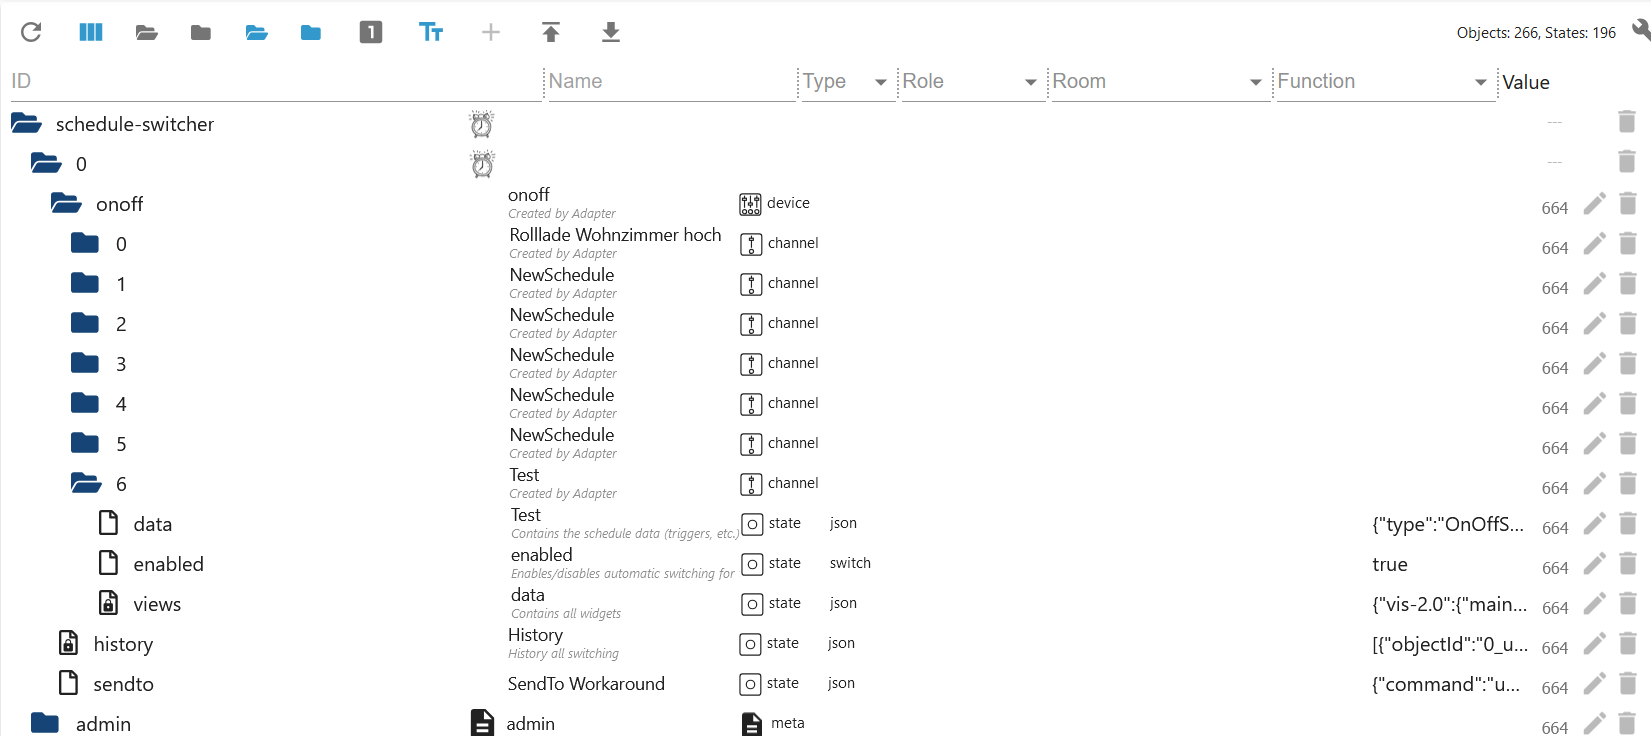 1 TT Objects: 266, States: 196
ID Name Type Role Room Function Value
schedule-switcher ---
0 ---
onoff onoff device 664
Created by Adapter
0 Rolllade Wohnzimmer hoch channel 664
Created by Adapter
1 NewSchedule channel 664
Created by Adapter
2 NewSchedule channel 664
Created by Adapter
3 NewSchedule channel 664
Created by Adapter
4 NewSchedule channel 664
Created by Adapter
5 NewSchedule channel 664
Created by Adapter
6 Test channel 664
Created by Adapter
data Test state json {"type":"OnOffS... 664
Contains the schedule data (triggers, etc.)
enabled enabled state switch true 664
Enables/disables automatic switching for
views data state json {"vis-2.0":{"main... 664
Contains all widgets
history History state json [{"objectId":"0_u... 664
History all switching
sendto SendTo Workaround state json {"command":"u... 664
admin admin meta 664